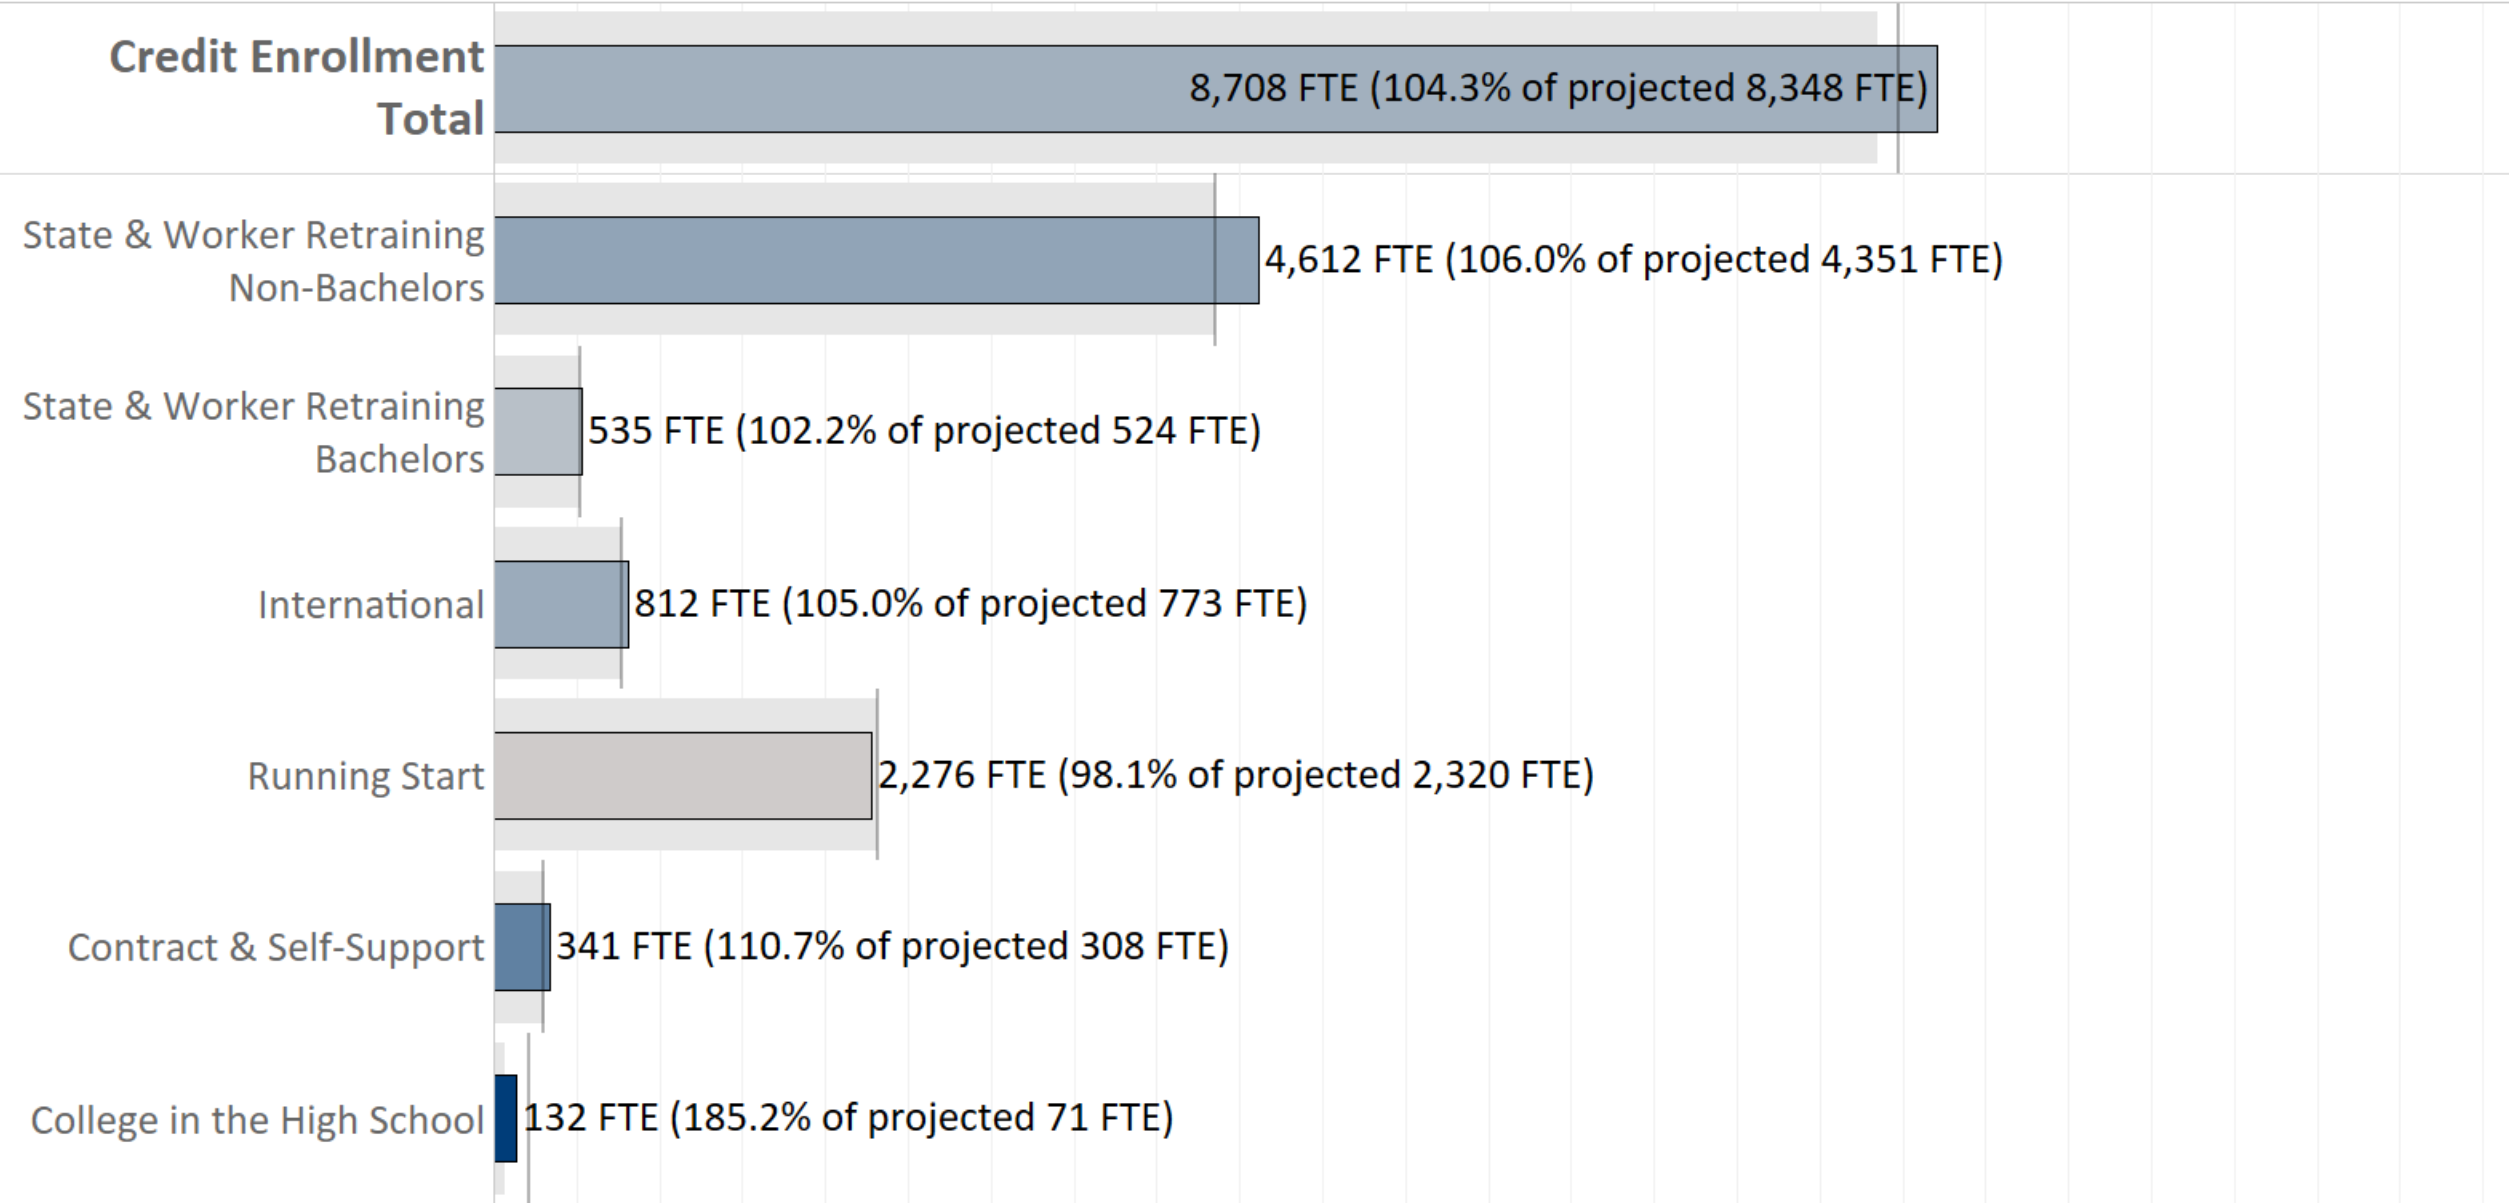 Credit Enrollment
Total
8,708 FTE (104.3% of projected 8,348 FTE)
State & Worker Retraining
Non-Bachelors
4,612 FTE (106.0% of projected 4,351 FTE)
State & Worker Retraining
Bachelors
535 FTE (102.2% of projected 524 FTE)
International
812 FTE (105.0% of projected 773 FTE)
Running Start
2,276 FTE (98.1% of projected 2,320 FTE)
Contract & Self-Support
341 FTE (110.7% of projected 308 FTE)
College in the High School
132 FTE (185.2% of projected 71 FTE)